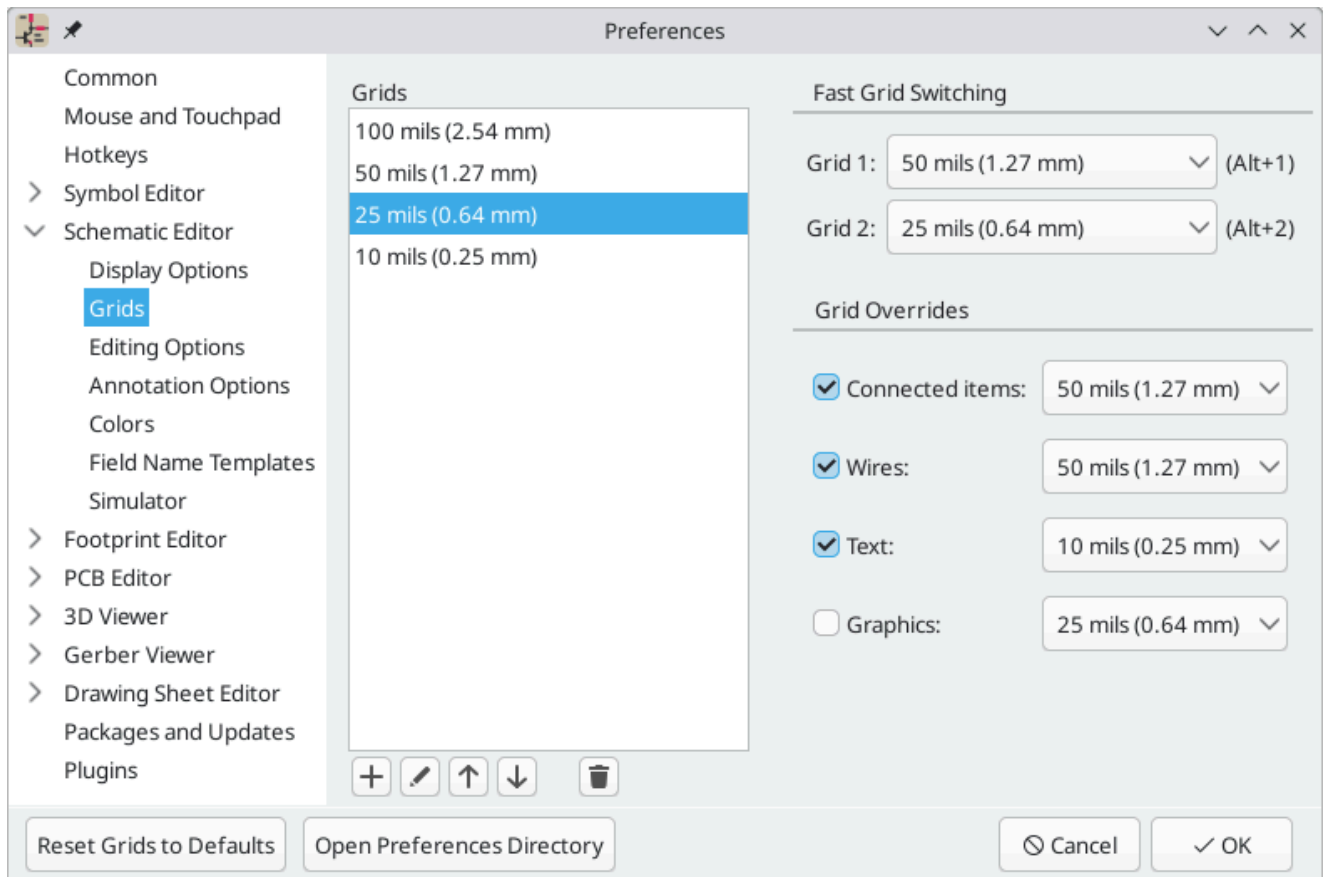 Preferences
Common
Mouse and Touchpad
Hotkeys
Symbol Editor
Schematic Editor
Display Options
Grids
Editing Options
Annotation Options
Colors
Field Name Templates
Simulator
Footprint Editor
PCB Editor
3D Viewer
Gerber Viewer
Drawing Sheet Editor
Packages and Updates
Plugins
Grids
100 mils (2.54 mm)
50 mils (1.27 mm)
25 mils (0.64 mm)
10 mils (0.25 mm)
Fast Grid Switching
Grid 1: 50 mils (1.27 mm) (Alt+1)
Grid 2: 25 mils (0.64 mm) (Alt+2)
Grid Overrides
Connected items: 50 mils (1.27 mm)
Wires: 50 mils (1.27 mm)
Text: 10 mils (0.25 mm)
Graphics: 25 mils (0.64 mm)
Reset Grids to Defaults Open Preferences Directory Cancel OK